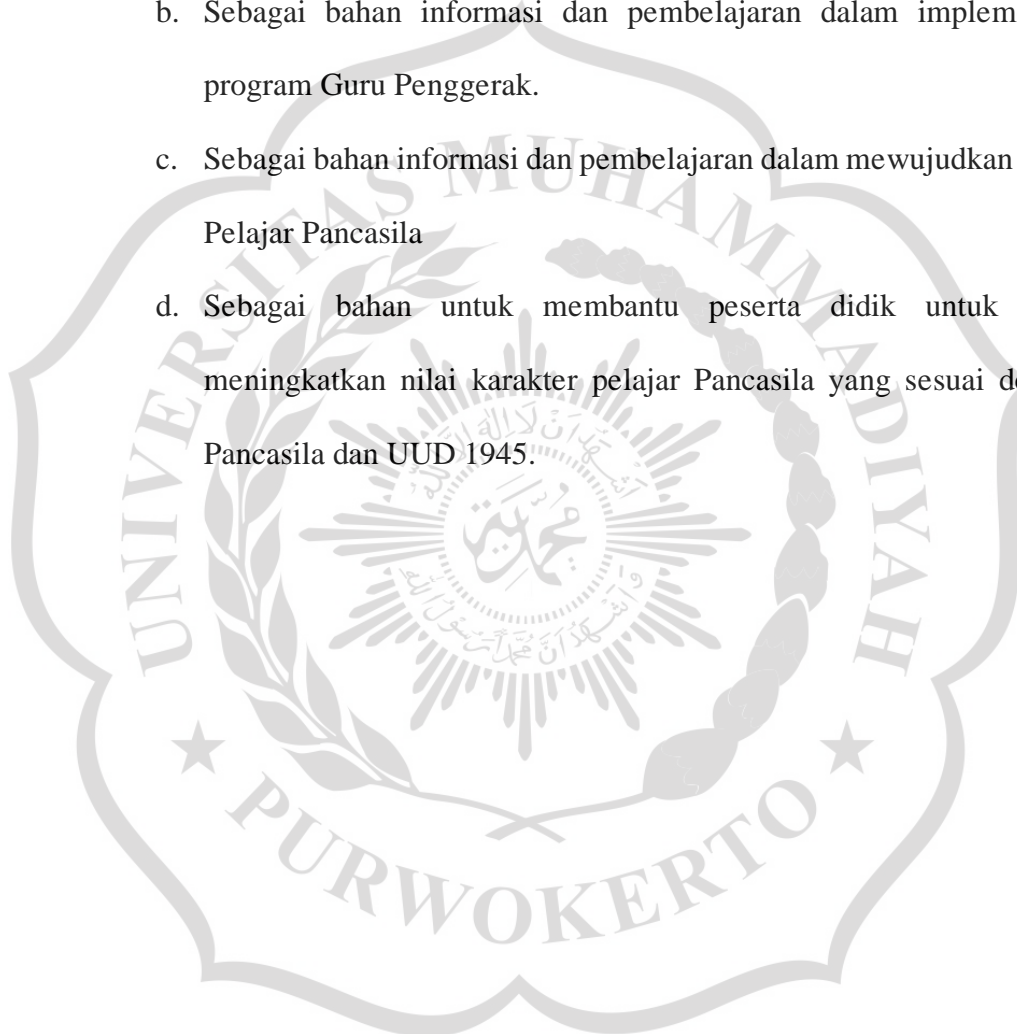 b. Sebagai bahan informasi dan pembelajaran dalam implem
program Guru Penggerak.
c. Sebagai bahan informasi dan pembelajaran dalam mewujudkan
Pelajar Pancasila
d. Sebagai bahan untuk membantu peserta didik untuk
meningkatkan nilai karakter pelajar Pancasila yang sesuai d
Pancasila dan UUD 1945.
UNIVERSITAS MUHAMMADIYAH
PURWOKERTO